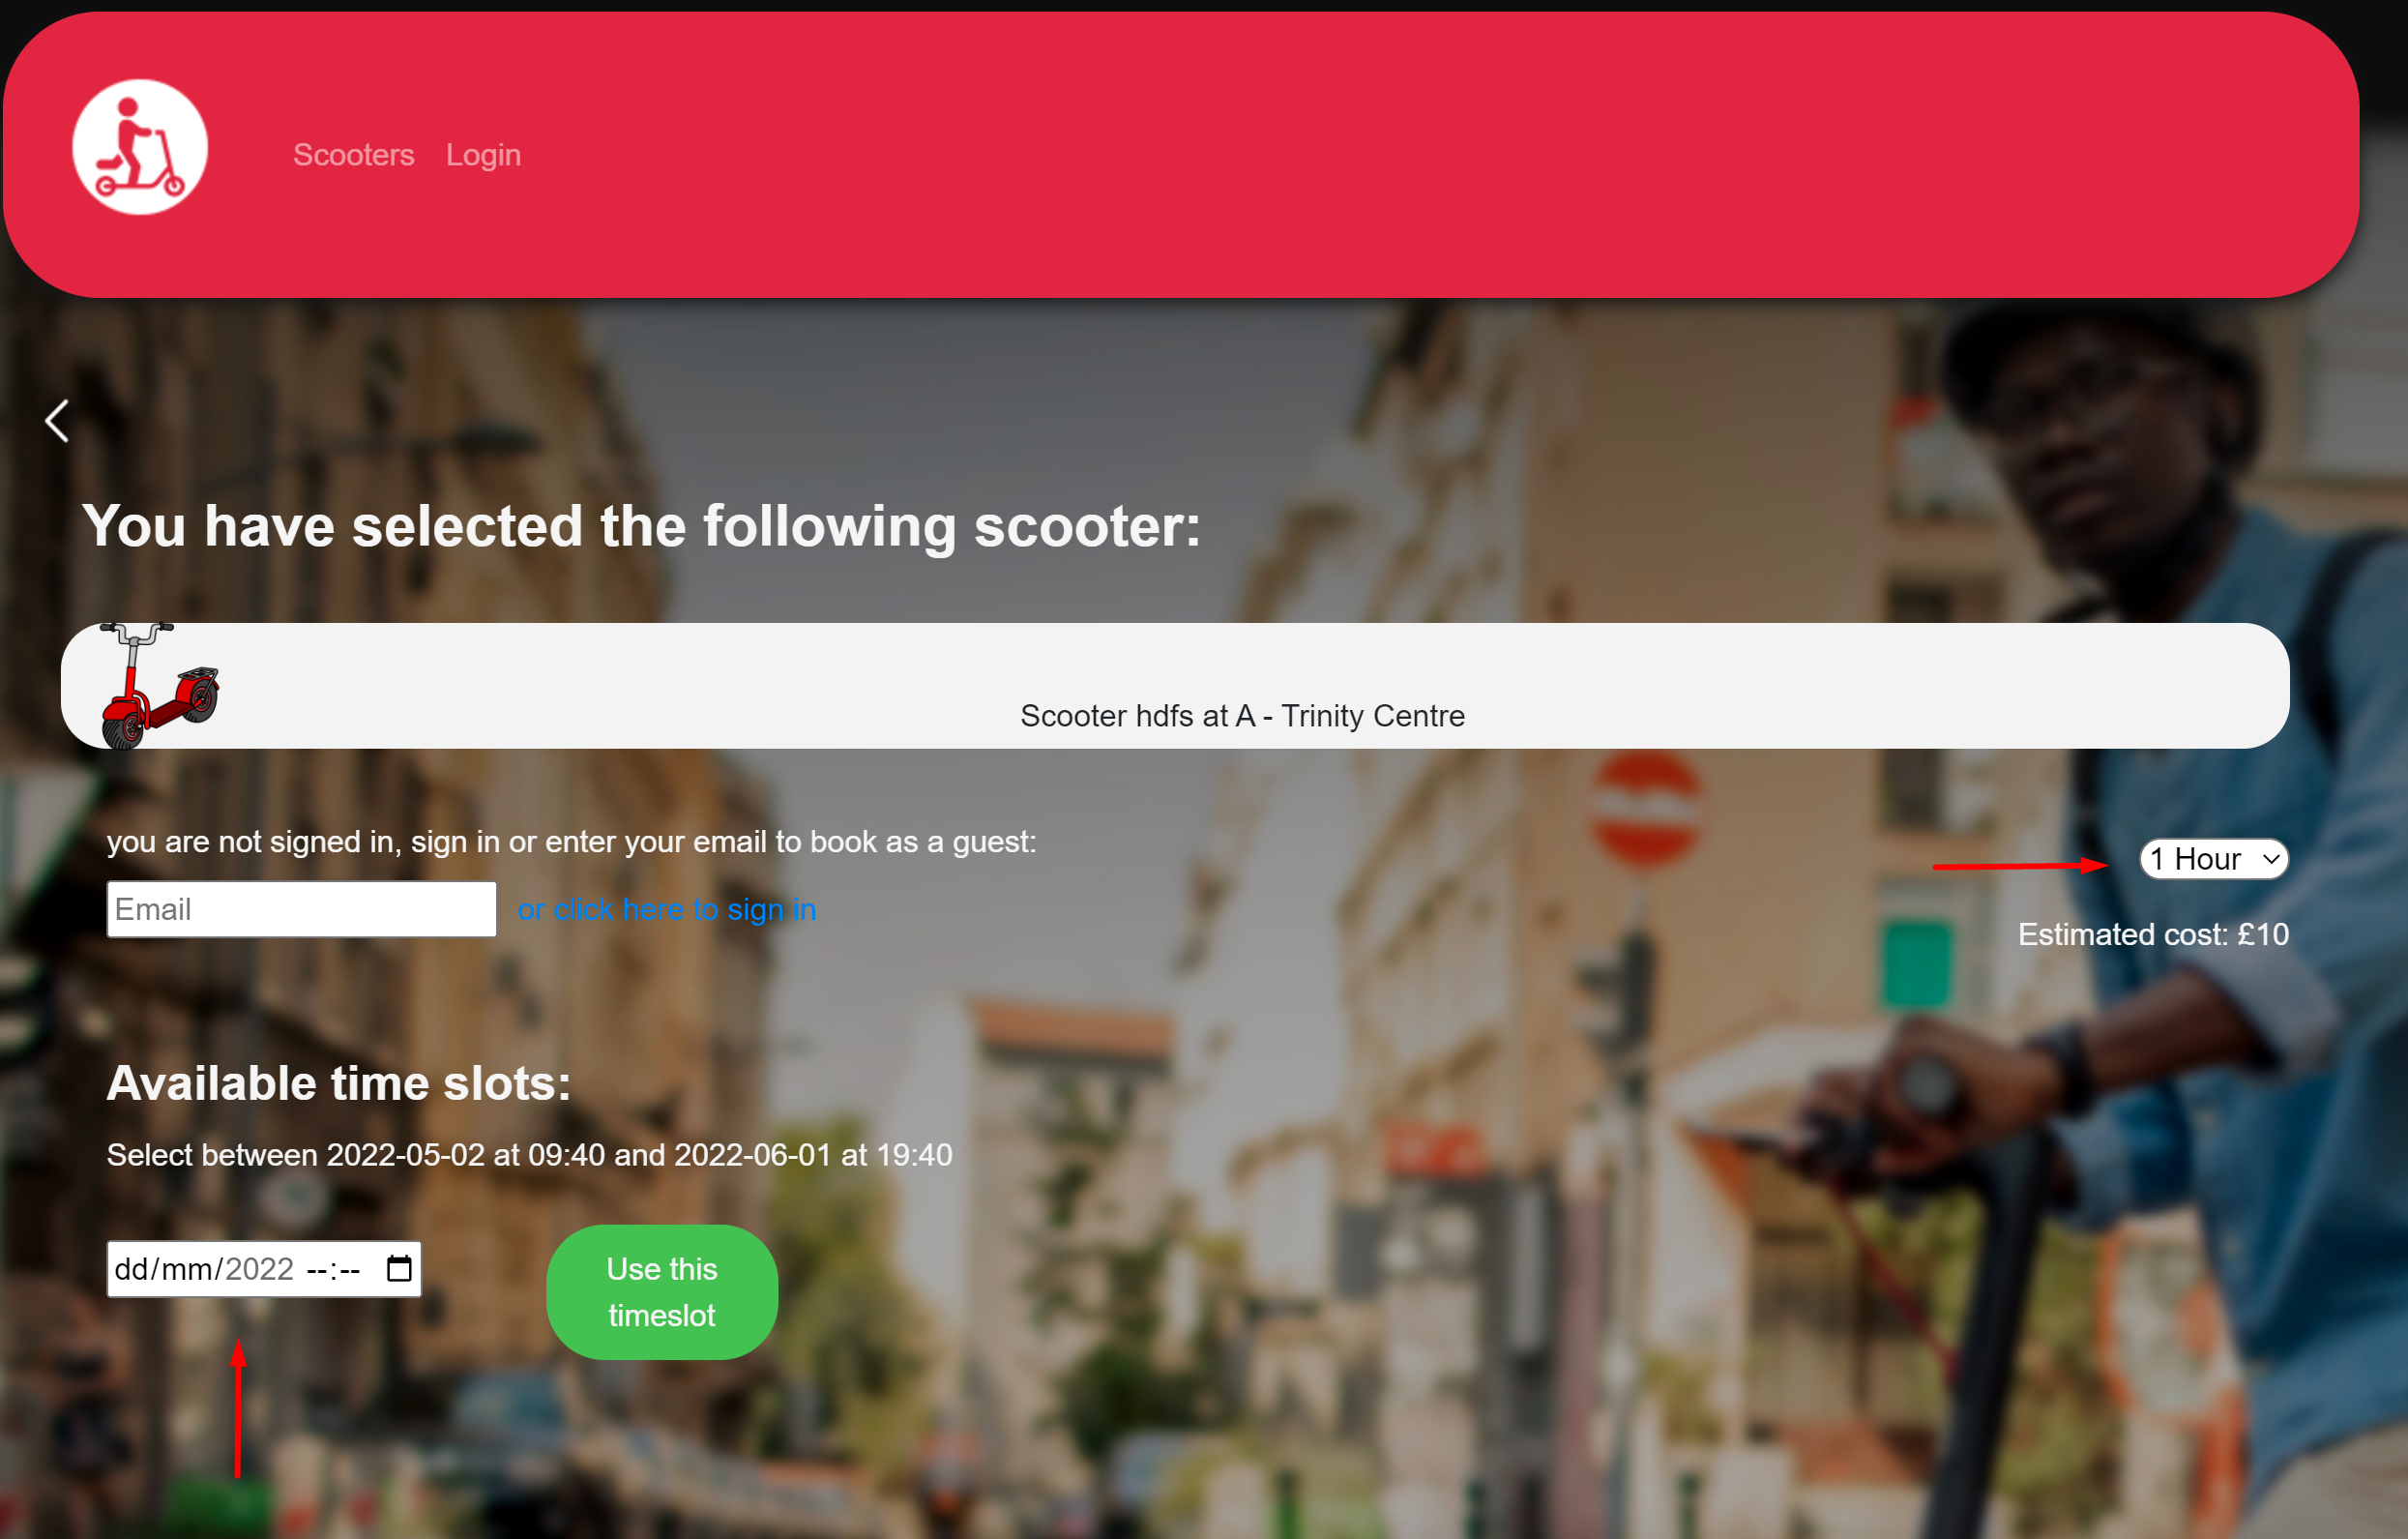 Scooters Login
You have selected the following scooter:
Scooter hdfs at A - Trinity Centre
you are not signed in, sign in or enter your email to book as a guest:
1 Hour
Email or click here to sign in
Estimated cost: £10
Available time slots:
Select between 2022-05-02 at 09:40 and 2022-06-01 at 19:40
dd/mm/2022 --:--
Use this
timeslot